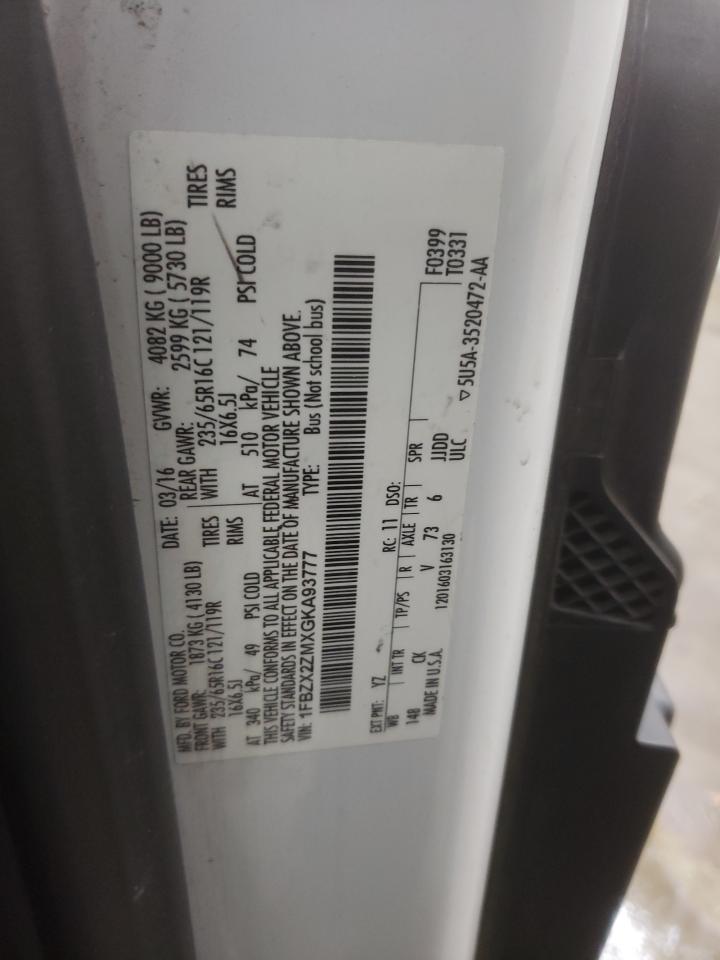 MFD. BY FORD MOTOR CO. DATE: 03/16 GVWR: 4082 KG ( 9000 LB)
FRONT GAWR: 1873 KG ( 4130 LB) REAR GAWR: 2599 KG ( 5730 LB)
WITH 235/65R16C 121/119R TIRES WITH 235/65R16C 121/119R TIRES
16X6.5J RIMS 16X6.5J RIMS
AT 340 kPa/ 49 PSI COLD AT 510 kPa/ 74 PSI COLD
THIS VEHICLE CONFORMS TO ALL APPLICABLE FEDERAL MOTOR VEHICLE
SAFETY STANDARDS IN EFFECT ON THE DATE OF MANUFACTURE SHOWN ABOVE.
VIN: 1FBZX2ZMXGKA93777 TYPE: Bus (Not school bus)
EXT PNT: YZ RC: 11 DSO:
WB INT TR TP/PS R AXLE TR SPR F0399
148 CK V 73 6 JJDD T0331
MADE IN U.S.A. 1201603163130 ULC
▽5U5A-3520472-AA